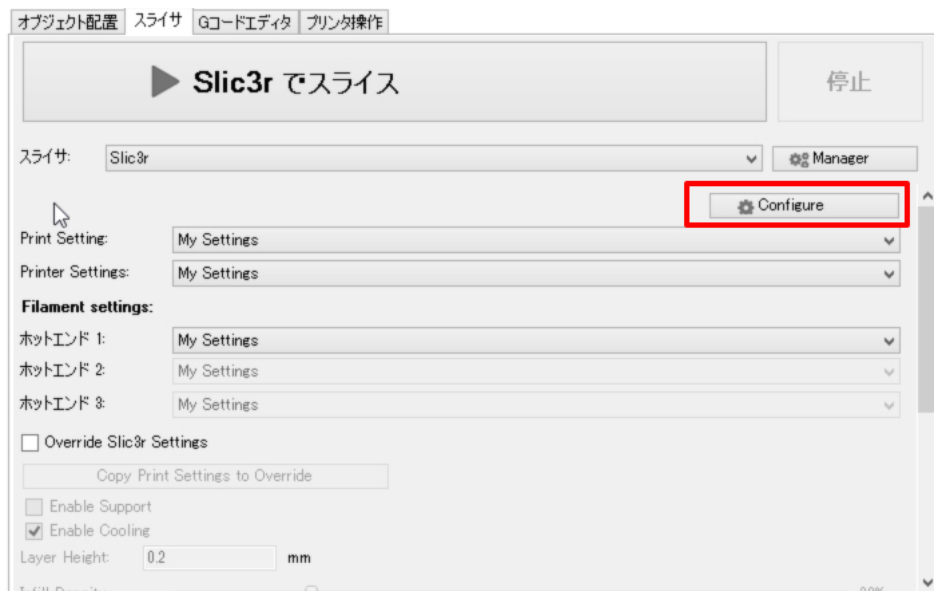 オブジェクト配置 スライサ Gコードエディタ プリンタ操作
Slic3r でスライス 停止
スライサ: Slic3r Manager
Configure
Print Setting: My Settings
Printer Settings: My Settings
Filament settings:
ホットエンド 1: My Settings
ホットエンド 2: My Settings
ホットエンド 3: My Settings
Override Slic3r Settings
Copy Print Settings to Override
Enable Support
Enable Cooling
Layer Height: 0.2 mm